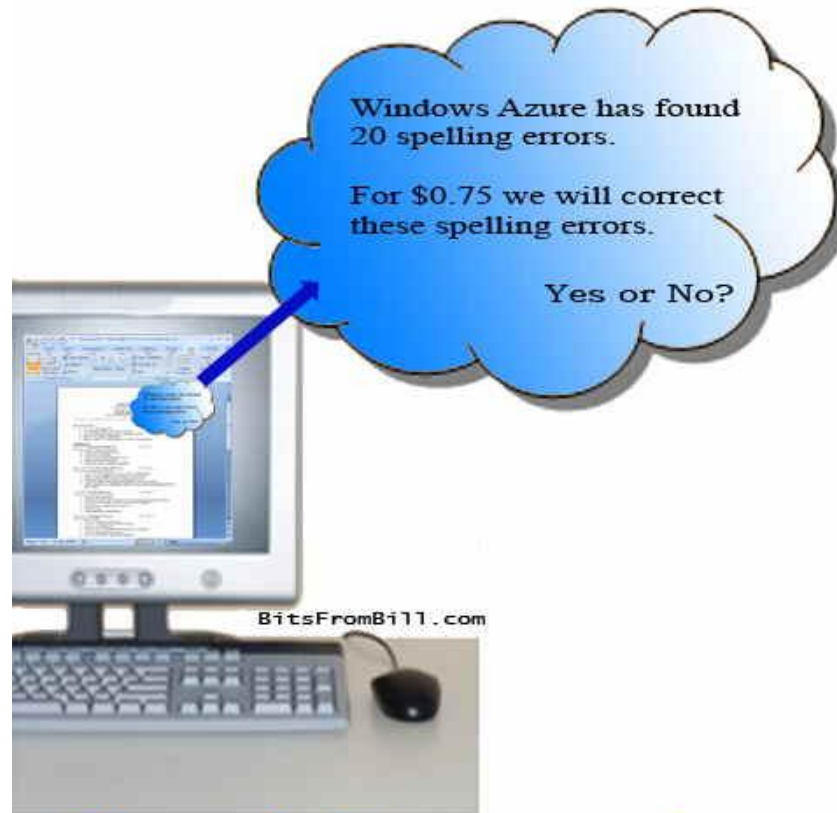 Windows Azure has found
20 spelling errors.
For $0.75 we will correct
these spelling errors.
Yes or No?
BitsFromBill.com